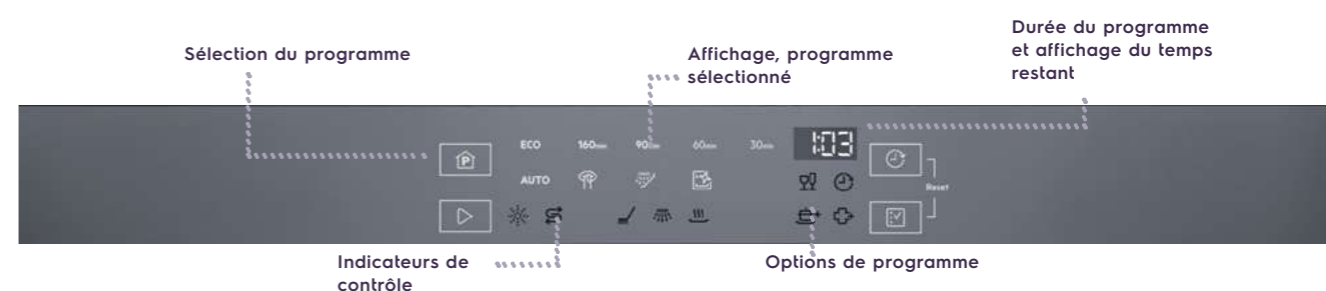 Durée du programme
et affichage du temps
restant
Sélection du programme
Affichage, programme
sélectionné
ECO 160min 90min 60min 30min 1:03
P
AUTO
Reset
Indicateurs de
contrôle
Options de programme